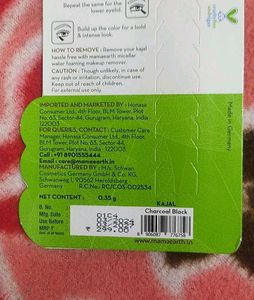 Repeat the same for the
lower eyelid.
Build up the color for a bold
& intense look.
HOW TO REMOVE : Remove your kajal
hassle free with mamaearth micellar
water foaming makeup remover.
CAUTION : Though unlikely, in case of
any rash or irritation, discontinue use.
Keep out of reach of children.
For external use only.
IMPORTED AND MARKETED BY : Honasa
Consumer Ltd., 4th Floor, BLM Tower, Plot
No. 63, Sector-44, Gurugram, Haryana, India -
122003
FOR QUERIES, CONTACT: Customer Care
Manager: Honasa Consumer Ltd., 4th Floor,
BLM Tower, Plot No. 63, Sector-44,
Gurugram, Haryana, India - 122003
Call : +91 8901555444
Email : care@mamaearth.in
MANUFACTURED BY : M/s. Schwan
Cosmetics Germany GmbH & Co. KG,
Schwanweg 1, 90562 Heroldsberg
Germany R.C.No.: RC/COS-002534
Made in Germany
NET CONTENT: 0.35 g
KAJAL
Charcoal Black
B. No.
Mfg. Date
Use Before
MRP ₹
01C4
03/2024
249.00
8 906087 776758
www.mamaearth.in